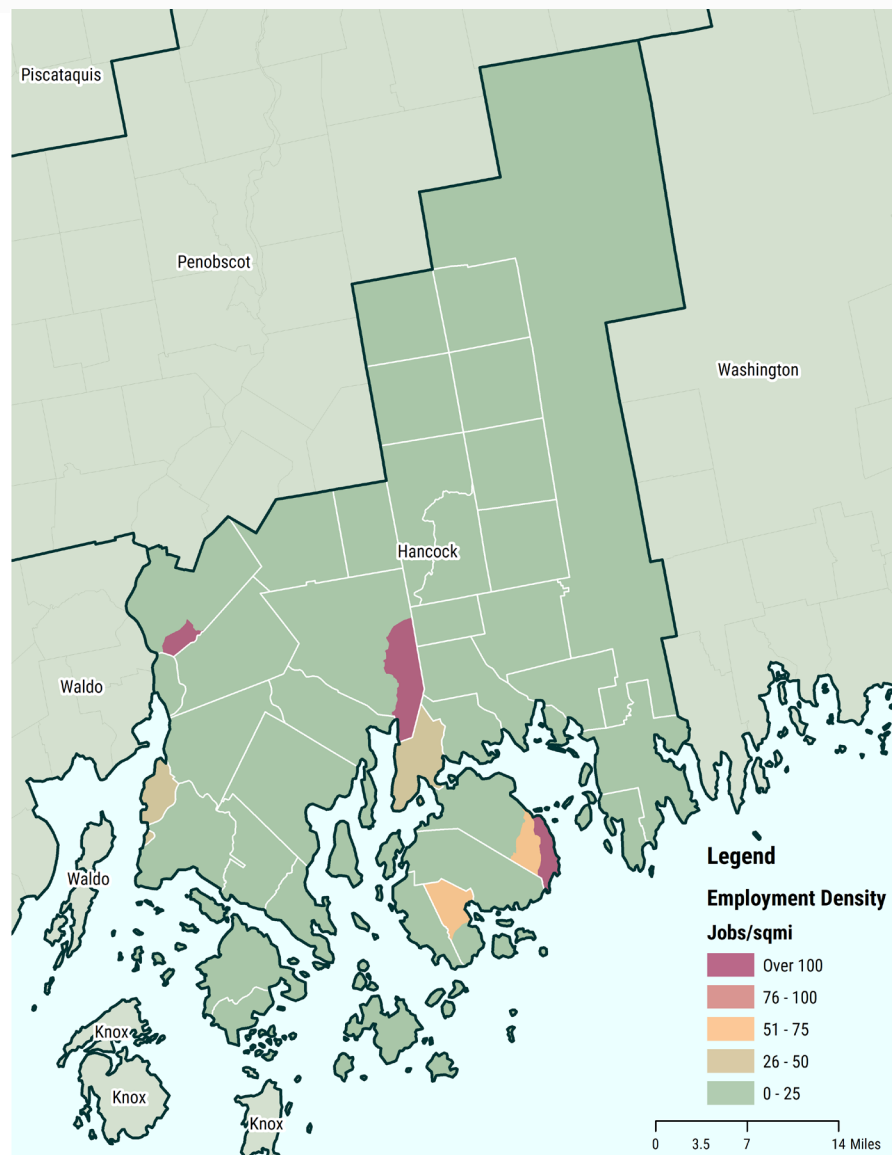 Piscataquis
Penobscot
Washington
Hancock
Waldo
Waldo
Knox
Knox
Knox
Legend
Employment Density
Jobs/sqmi
Over 100
76 - 100
51 - 75
26 - 50
0 - 25
0 3.5 7 14 Miles